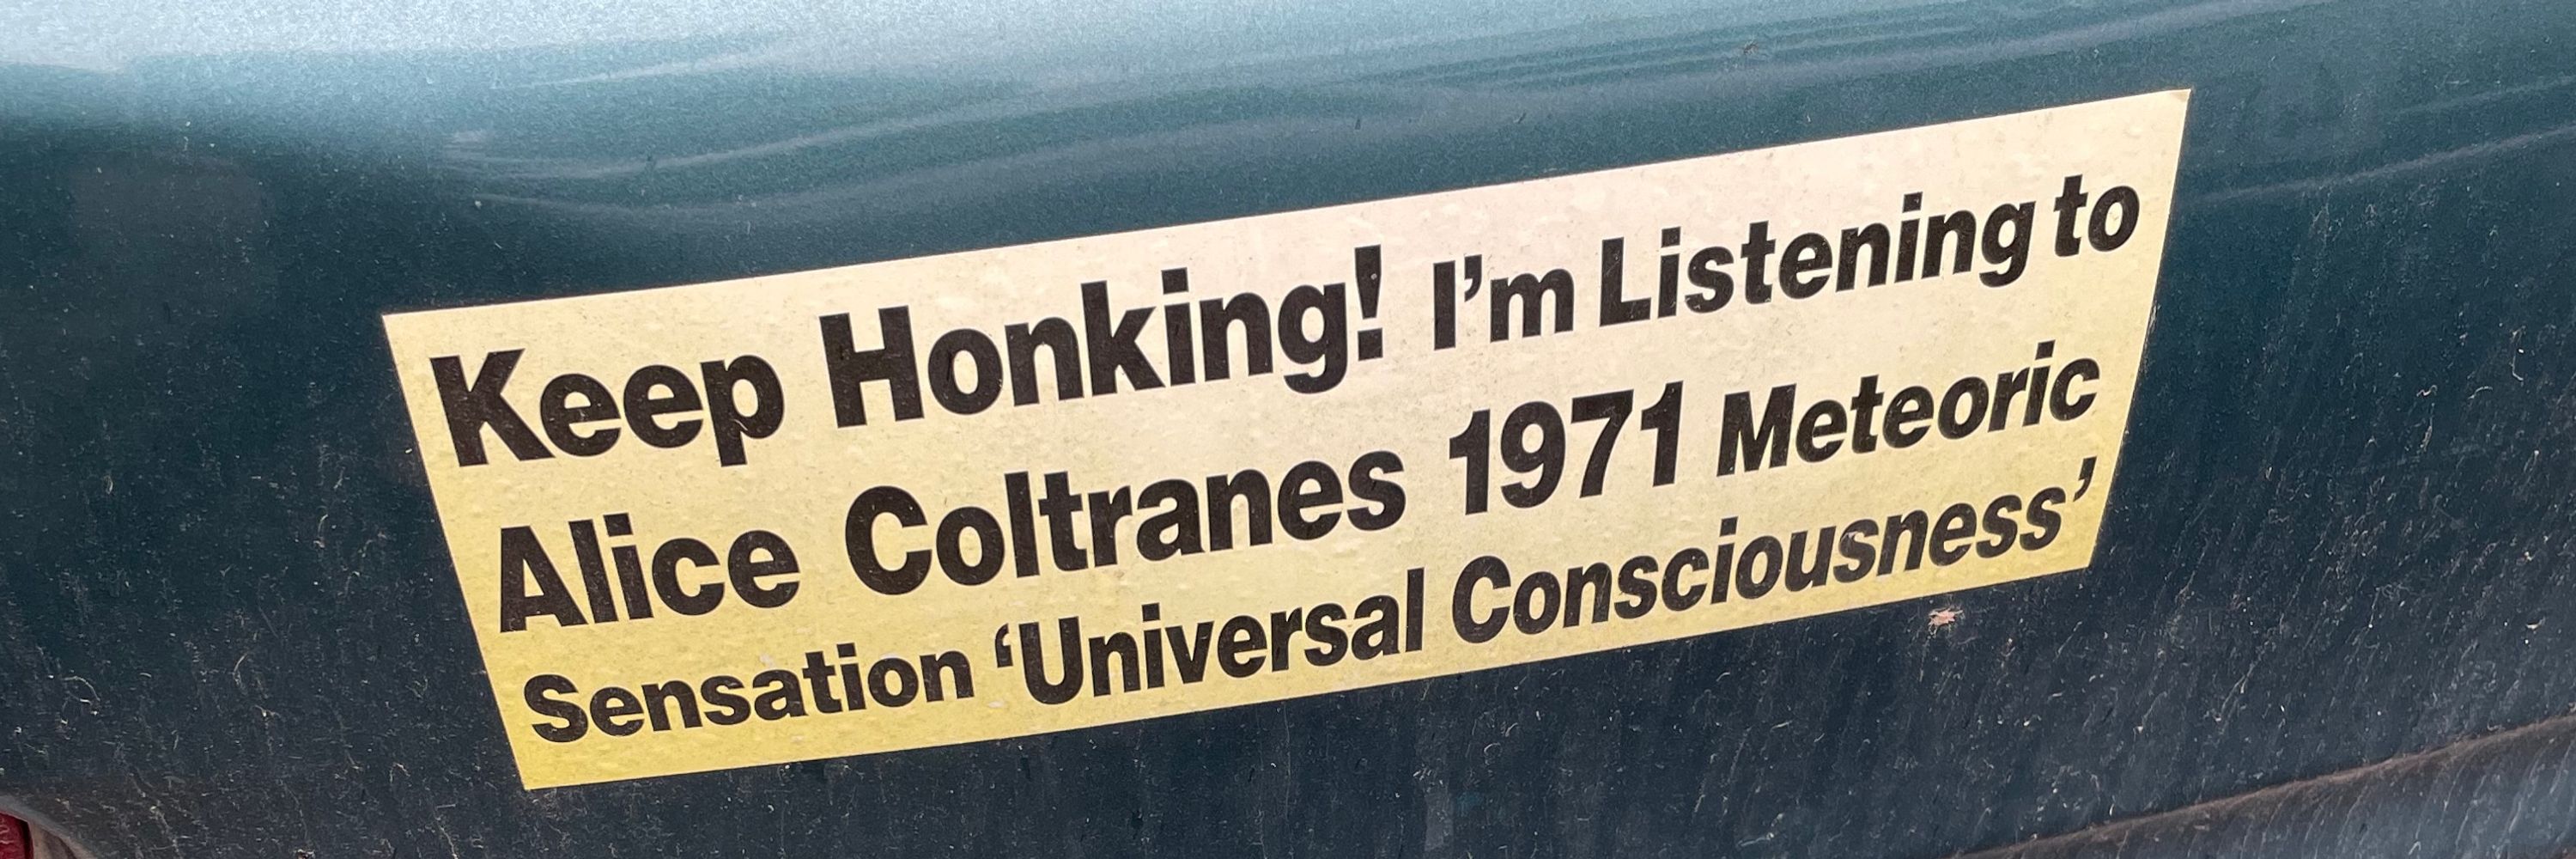 Keep Honking! I’m Listening to
Alice Coltranes 1971 Meteoric
Sensation ‘Universal Consciousness’